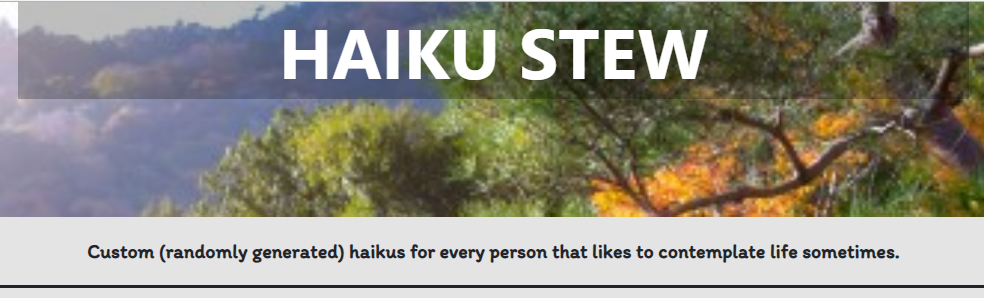 HAIKU STEW
Custom (randomly generated) haikus for every person that likes to contemplate life sometimes.